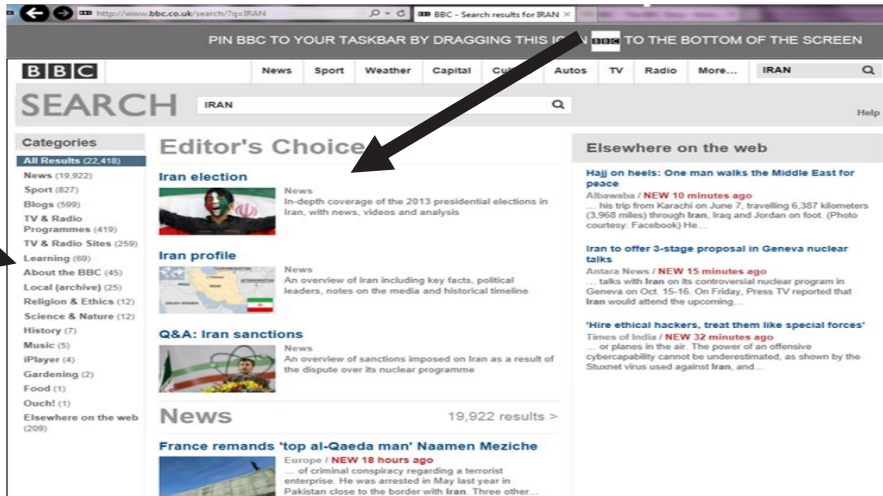 http://www.bbc.co.uk/search/?q=IRAN
BBC - Search results for IRAN
PIN BBC TO YOUR TASKBAR BY DRAGGING THIS BBC TO THE BOTTOM OF THE SCREEN
BBC
News Sport Weather Capital Autos TV Radio More... IRAN
SEARCH IRAN
Help
Categories
All Results (22,418)
News (19,922)
Sport (827)
Blogs (599)
TV & Radio
Programmes (419)
TV & Radio Sites (259)
Learning (69)
About the BBC (45)
Local (archive) (25)
Religion & Ethics (12)
Science & Nature (12)
History (7)
Music (5)
iPlayer (4)
Gardening (2)
Food (1)
Ouch! (1)
Elsewhere on the web
(209)
Editor's Choice
Iran election
News
In-depth coverage of the 2013 presidential elections in
Iran, with news, videos and analysis
Iran profile
News
An overview of Iran including key facts, political
leaders, notes on the media and historical timeline
Q&A: Iran sanctions
News
An overview of sanctions imposed on Iran as a result of
the dispute over its nuclear programme
News 19,922 results >
France remands 'top al-Qaeda man' Naamen Meziche
Europe / NEW 18 hours ago
... of criminal conspiracy regarding a terrorist
enterprise. He was arrested in May last year in
Pakistan close to the border with Iran. Three other...
Elsewhere on the web
Hajj on heels: One man walks the Middle East for
peace
Albawaba / NEW 10 minutes ago
... his trip from Karachi on June 7, travelling 6,387 kilometers
(3,968 miles) through Iran, Iraq and Jordan on foot. (Photo
courtesy: Facebook) He...
Iran to offer 3-stage proposal in Geneva nuclear
talks
Antara News / NEW 15 minutes ago
... talks with Iran on its controversial nuclear program in
Geneva on Oct. 15-16. On Friday, Press TV reported that
Iran would attend the upcoming...
'Hire ethical hackers, treat them like special forces'
Times of India / NEW 32 minutes ago
... or planes in the air. The power of an offensive
cybercapability cannot be underestimated, as shown by the
Stuxnet virus used against Iran, and...